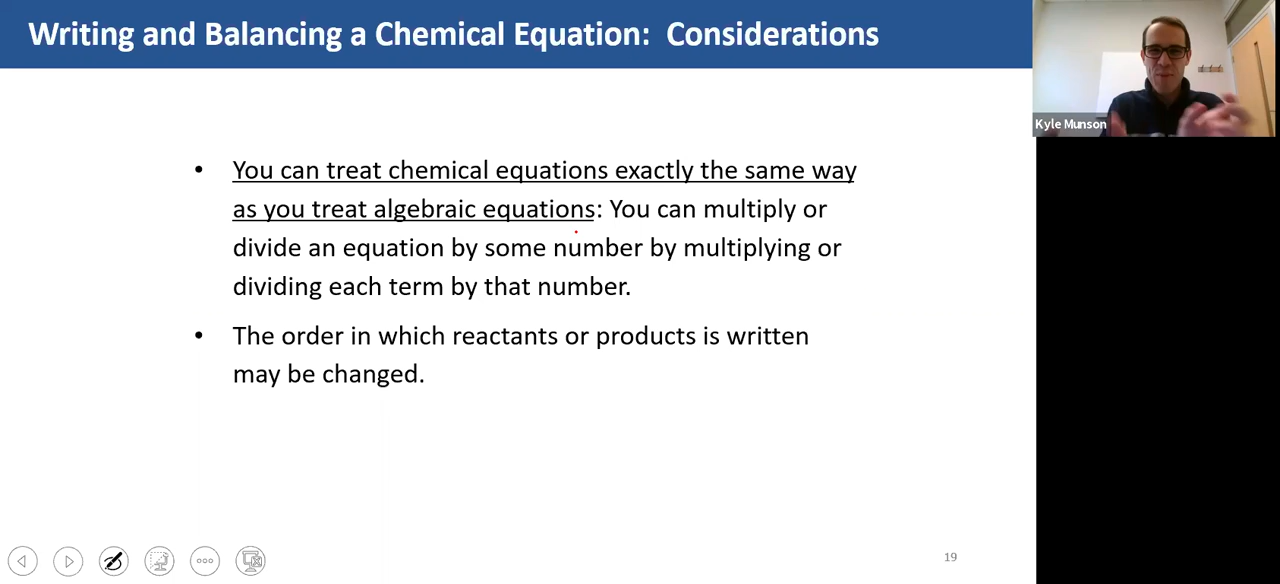 Writing and Balancing a Chemical Equation: Considerations
Kyle Munson
• You can treat chemical equations exactly the same way
as you treat algebraic equations: You can multiply or
divide an equation by some number by multiplying or
dividing each term by that number.
• The order in which reactants or products is written
may be changed.
19